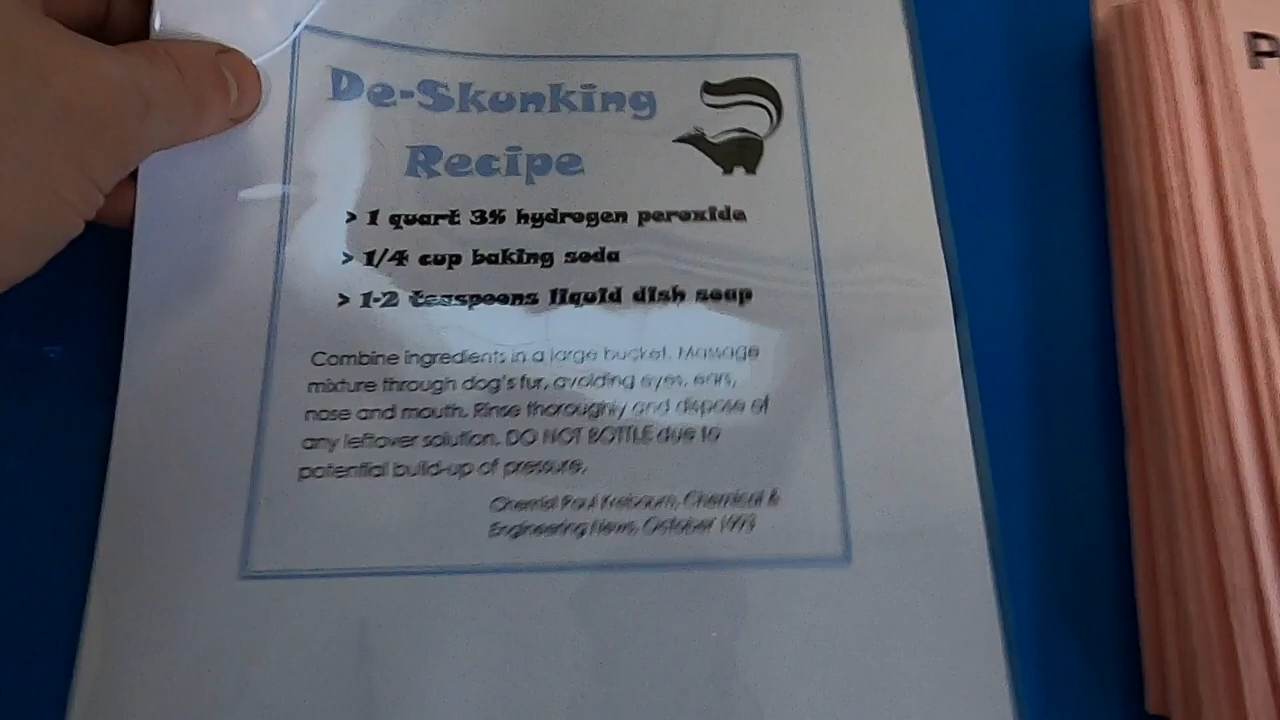 De-Skunking
Recipe
> 1 quart 3% hydrogen peroxide
> 1/4 cup baking soda
> 1-2 teaspoons liquid dish soap
Combine ingredients in a large bucket. Massage
mixture through dog's fur, avoiding eyes, ears,
nose and mouth. Rinse thoroughly and dispose of
any leftover solution. DO NOT BOTTLE due to
potential build-up of pressure.
Chemist Paul Krebaum, Chemical &
Engineering News, October 1993
P